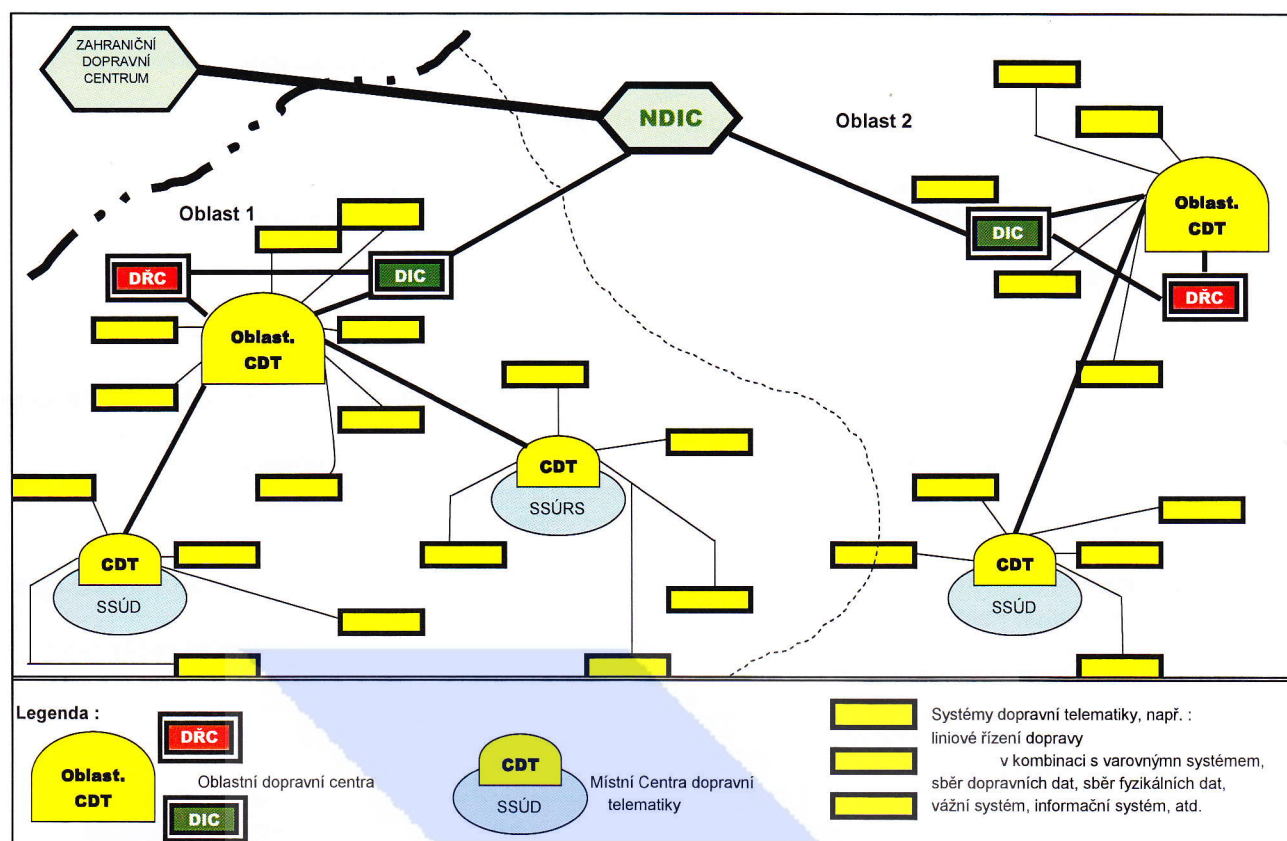 ZAHRANIČNÍ
DOPRAVNÍ
CENTRUM
NDIC
Oblast 2
Oblast 1
Oblast.
CDT
DIC
DŘC
DŘC
DIC
Oblast.
CDT
CDT
SSÚRS
CDT
SSÚD
CDT
SSÚD
Legenda :
DŘC
Oblast.
CDT
Oblastní dopravní centra
DIC
CDT
SSÚD
Místní Centra dopravní
telematiky
Systémy dopravní telematiky, např. :
liniové řízení dopravy
v kombinaci s varovnýmn systémem,
sběr dopravních dat, sběr fyzikálních dat,
vážní systém, informační systém, atd.